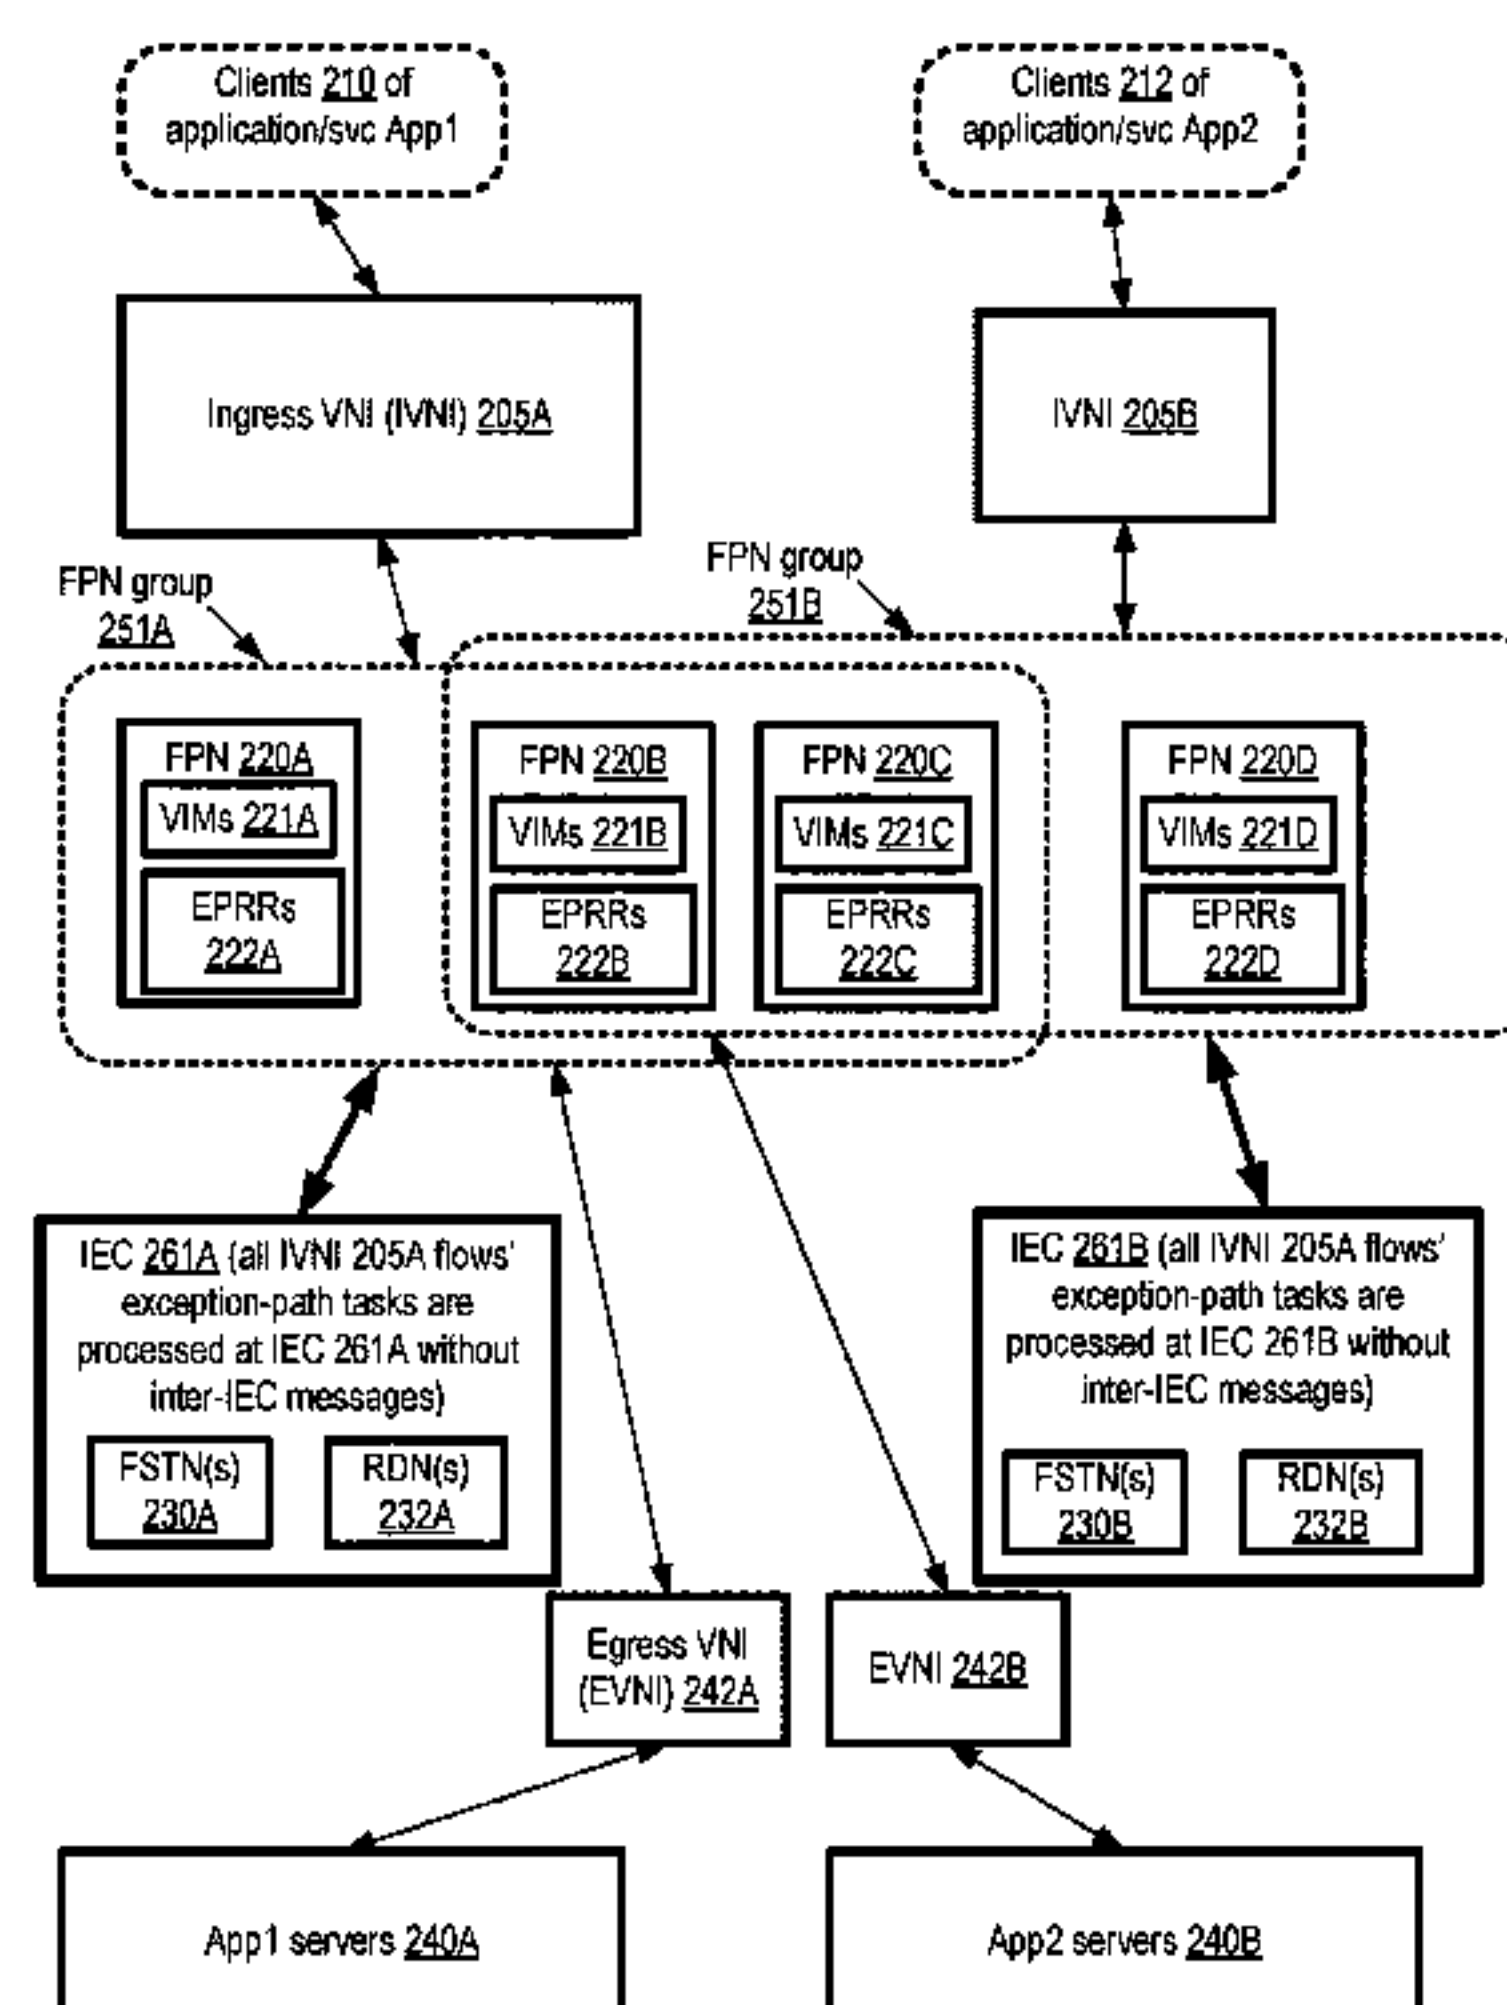 Clients 210 of
application/svc App1
Clients 212 of
application/svc App2
Ingress VNI (IVNI) 205A
IVNI 205B
FPN group
251A
FPN group
251B
FPN 220A
VIMs 221A
EPRRs
222A
FPN 220B
VIMs 221B
EPRRs
222B
FPN 220C
VIMs 221C
EPRRs
222C
FPN 220D
VIMs 221D
EPRRs
222D
IEC 261A (all IVNI 205A flows'
exception-path tasks are
processed at IEC 261A without
inter-IEC messages)
FSTN(s)
230A
RDN(s)
232A
IEC 261B (all IVNI 205A flows'
exception-path tasks are
processed at IEC 261B without
inter-IEC messages)
FSTN(s)
230B
RDN(s)
232B
Egress VNI
(EVNI) 242A
EVNI 242B
App1 servers 240A
App2 servers 240B